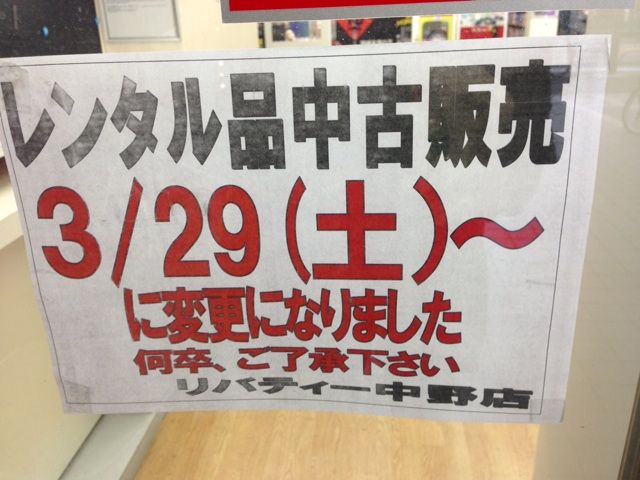 レンタル品中古販売
3/29(土)～
に変更になりました
何卒、ご了承下さい
リバティー中野店